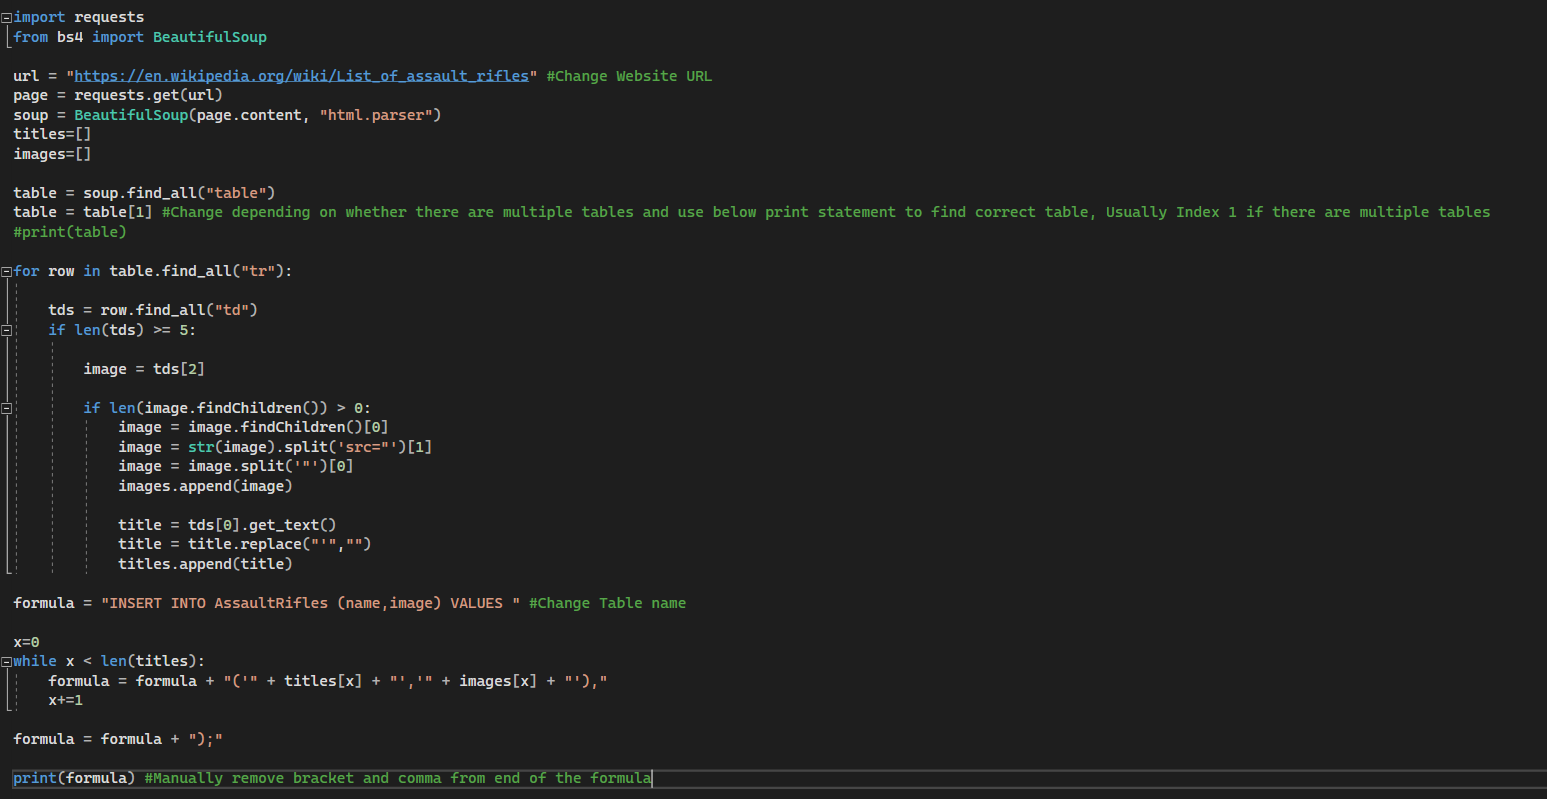 import requests
from bs4 import BeautifulSoup
url = "https://en.wikipedia.org/wiki/List_of_assault_rifles" #Change Website URL
page = requests.get(url)
soup = BeautifulSoup(page.content, "html.parser")
titles=[]
images=[]
table = soup.find_all("table")
table = table[1] #Change depending on whether there are multiple tables and use below print statement to find correct table, Usually Index 1 if there are multiple tables
#print(table)
for row in table.find_all("tr"):
    tds = row.find_all("td")
    if len(tds) >= 5:
        image = tds[2]
        if len(image.findChildren()) > 0:
            image = image.findChildren()[0]
            image = str(image).split('src="')[1]
            image = image.split('"')[0]
            images.append(image)
            title = tds[0].get_text()
            title = title.replace("'","")
            titles.append(title)
formula = "INSERT INTO AssaultRifles (name,image) VALUES " #Change Table name
x=0
while x < len(titles):
    formula = formula + "('" + titles[x] + "','" + images[x] + "'),"
    x+=1
formula = formula + ");"
print(formula) #Manually remove bracket and comma from end of the formula